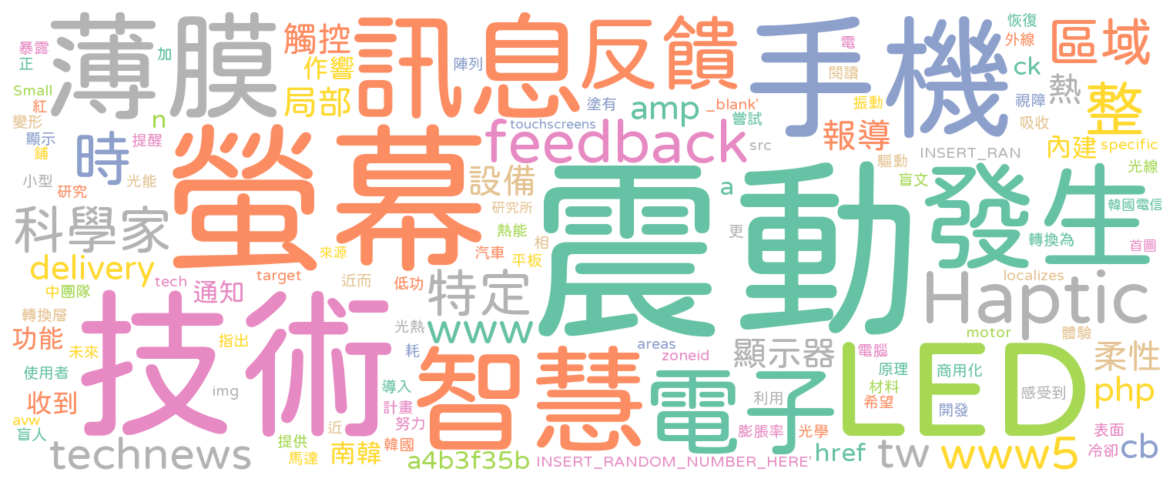 暴露
正
加
薄膜
觸控
訊息
陣列
反饋
手機
電
恢復
外線
區域
作響
局部
塗有
amp
_blank'
嘗試
閱讀
振動
ck
視障
熱
整
Small
紅
變形
n
touchscreens
feedback
src
報導
吸收
顯示
鋪
時
提醒
螢幕
設備
a
震動
驅動
INSERT_RAN
內建
specific
光線
小型
研究
光能
研究所
盲文
發生
韓國電信
科學家
熱能
相
更
轉換為
首圖
delivery
來源
汽車
平板
中團隊
tech
target
近而
低功
特定
Haptic
localizes
轉換層
通知
技術
光熱
www
areas
motor
體驗
功能
未來
指出
耗
智慧
zoneid
顯示器
LED
電腦
原理
商用化
柔性
使用者
img
導入
電子
利用
材料
希望
感受到
php
收到
計畫
開發
avw
盲人
近
努力
膨脹率
光學
表面
提供
韓國
href
冷卻
cb
technews
馬達
南韓
a4b3f35b
INSERT_RANDOM_NUMBER_HERE'
tw
www5